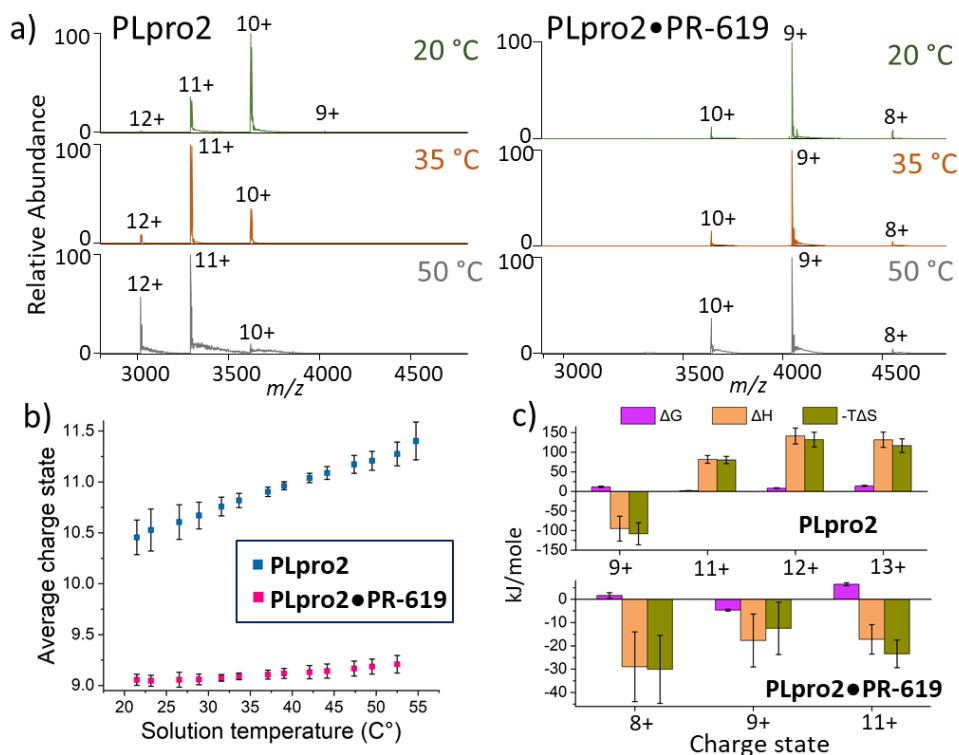 a) PLpro2
PLpro2●PR-619
Relative Abundance
100
0
12+
11+
10+
9+
20 °C
100
0
12+
11+
10+
35 °C
100
0
12+
11+
10+
50 °C
3000 3500 4000 4500
m/z
100
0
10+
9+
8+
20 °C
100
0
10+
9+
8+
35 °C
100
0
10+
9+
8+
50 °C
3000 3500 4000 4500
m/z
b)
Average charge state
11.5
11.0
10.5
10.0
9.5
9.0
PLpro2
PLpro2●PR-619
20 25 30 35 40 45 50 55
Solution temperature (C°)
c)
ΔG ΔH -TΔS
kJ/mole
150
100
50
0
-50
-100
-150
PLpro2
9+ 11+ 12+ 13+
0
-10
-20
-30
-40
PLpro2●PR-619
8+ 9+ 11+
Charge state